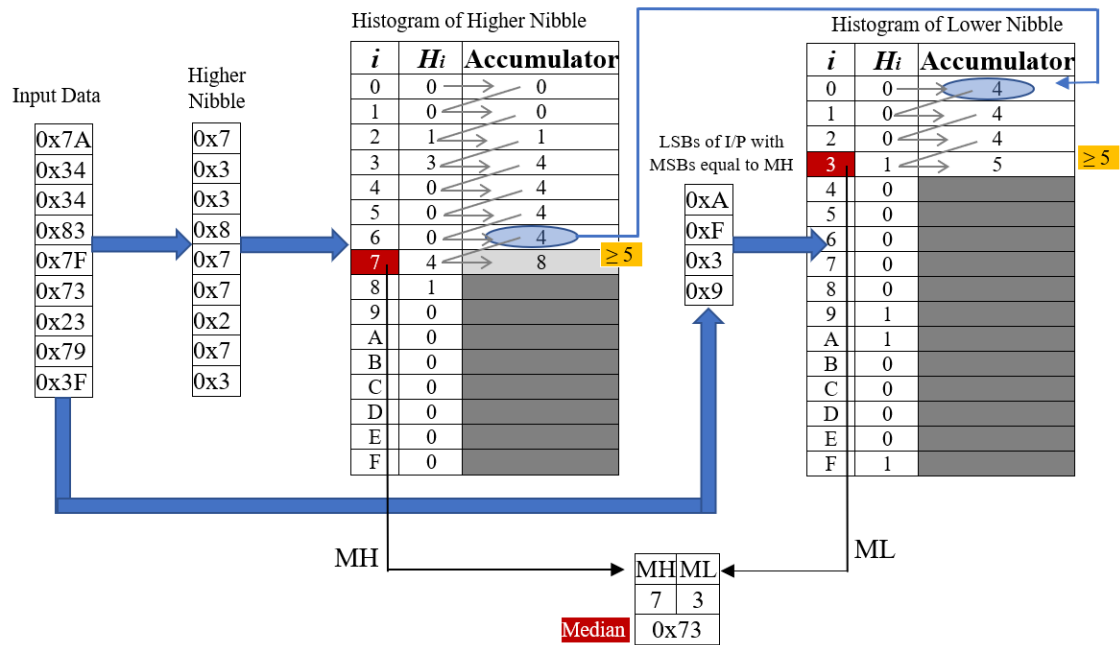 Histogram of Higher Nibble
i Hi Accumulator
0 0 0
1 0 0
2 1 1
3 3 4
4 0 4
5 0 4
6 0 4
7 4 8
≥ 5
8 1
9 0
A 0
B 0
C 0
D 0
E 0
F 0
Input Data
0x7A
0x34
0x34
0x83
0x7F
0x73
0x23
0x79
0x3F
Higher
Nibble
0x7
0x3
0x3
0x8
0x7
0x7
0x2
0x7
0x3
LSBs of I/P with
MSBs equal to MH
0xA
0xF
0x3
0x9
Histogram of Lower Nibble
i Hi Accumulator
0 0 4
1 0 4
2 0 4
3 1 5
≥ 5
4 0
5 0
6 0
7 0
8 0
9 1
A 1
B 0
C 0
D 0
E 0
F 1
MH
ML
MH ML
7 3
Median 0x73